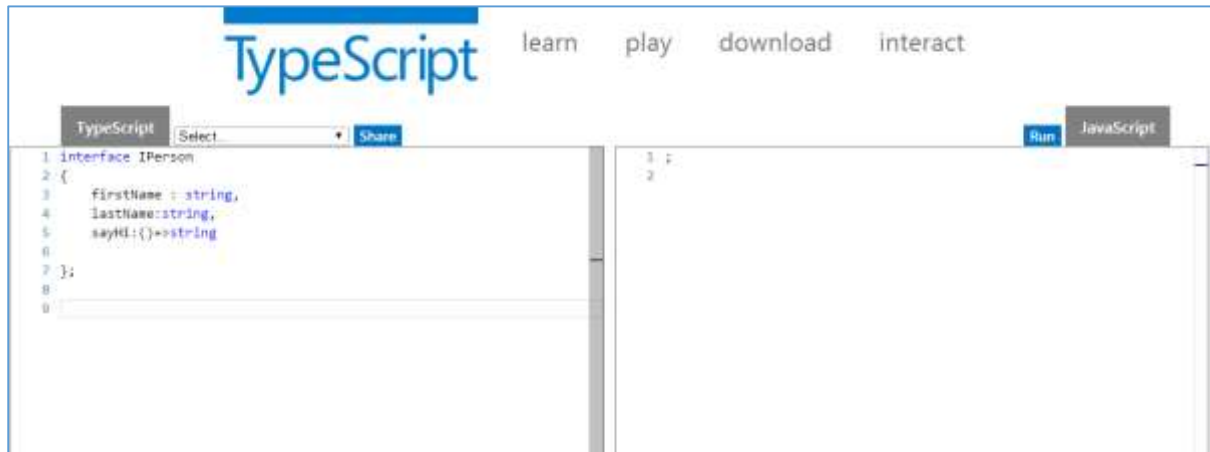 TypeScript learn play download interact
TypeScript Select... Share Run JavaScript
1 interface IPerson
2 {
3 firstName : string,
4 lastName:string,
5 sayHi:()=>string
6
7 };
8
9
1 ;
2